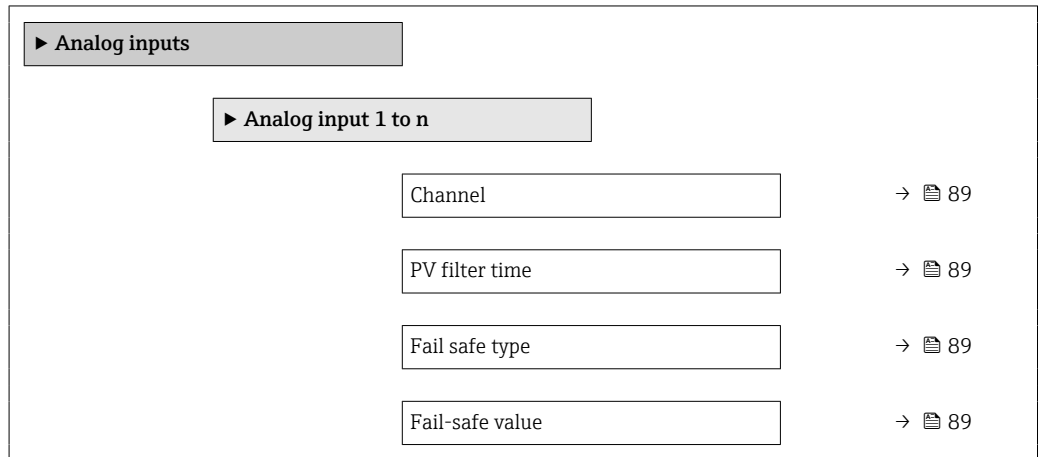 ▶ Analog inputs
▶ Analog input 1 to n
Channel → 89
PV filter time → 89
Fail safe type → 89
Fail-safe value → 89